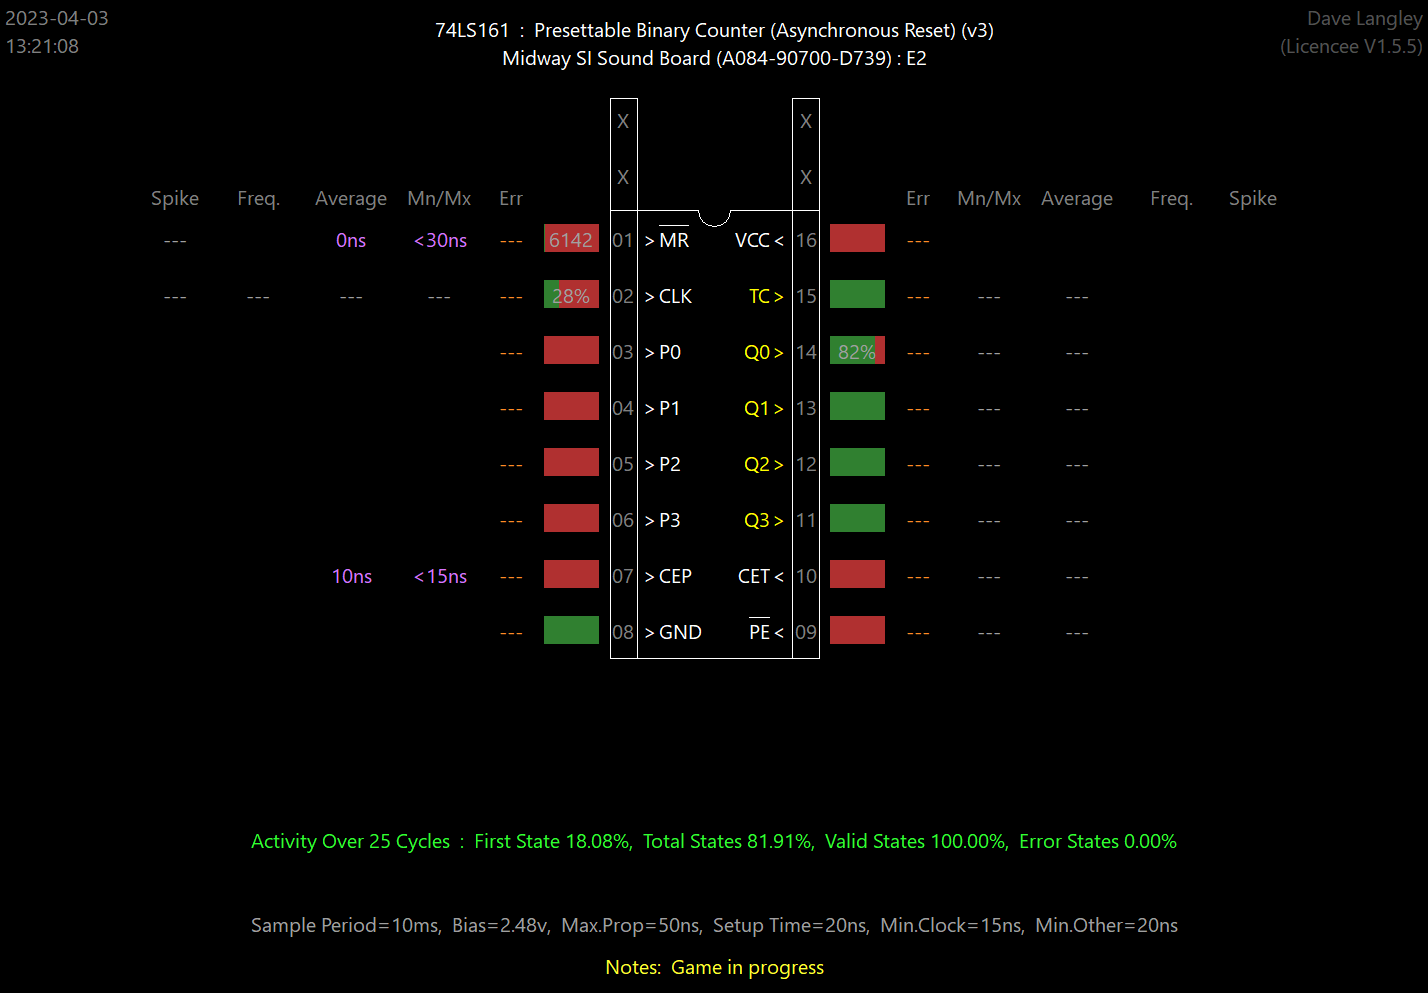 2023-04-03
13:21:08
74LS161 : Presettable Binary Counter (Asynchronous Reset) (v3)
Midway SI Sound Board (A084-90700-D739) : E2
Dave Langley
(Licencee V1.5.5)
X X
X X
Spike Freq. Average Mn/Mx Err Err Mn/Mx Average Freq. Spike
--- 0ns <30ns --- 6142 01 >MR VCC< 16 ---
--- --- --- --- --- 28% 02 >CLK TC> 15 --- --- ---
--- 03 >P0 Q0> 14 82% --- --- ---
--- 04 >P1 Q1> 13 --- --- ---
--- 05 >P2 Q2> 12 --- --- ---
--- 06 >P3 Q3> 11 --- --- ---
10ns <15ns --- 07 >CEP CET< 10 --- --- ---
--- 08 >GND PE< 09 --- --- ---
Activity Over 25 Cycles : First State 18.08%, Total States 81.91%, Valid States 100.00%, Error States 0.00%
Sample Period=10ms, Bias=2.48v, Max.Prop=50ns, Setup Time=20ns, Min.Clock=15ns, Min.Other=20ns
Notes: Game in progress